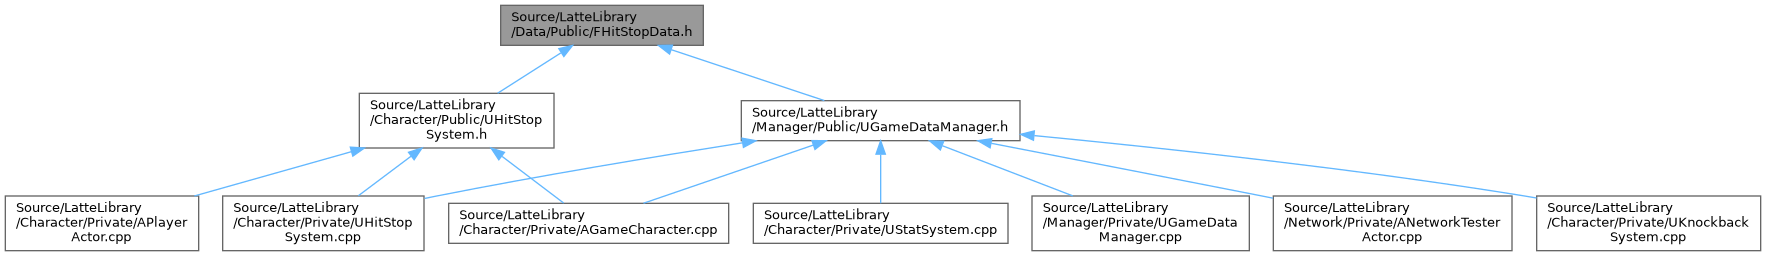 Source/LatteLibrary
/Data/Public/FHitStopData.h
Source/LatteLibrary
/Character/Public/UHitStop
System.h
Source/LatteLibrary
/Manager/Public/UGameDataManager.h
Source/LatteLibrary
/Character/Private/APlayer
Actor.cpp
Source/LatteLibrary
/Character/Private/UHitStop
System.cpp
Source/LatteLibrary
/Character/Private/AGameCharacter.cpp
Source/LatteLibrary
/Character/Private/UStatSystem.cpp
Source/LatteLibrary
/Manager/Private/UGameData
Manager.cpp
Source/LatteLibrary
/Network/Private/ANetworkTester
Actor.cpp
Source/LatteLibrary
/Character/Private/UKnockback
System.cpp